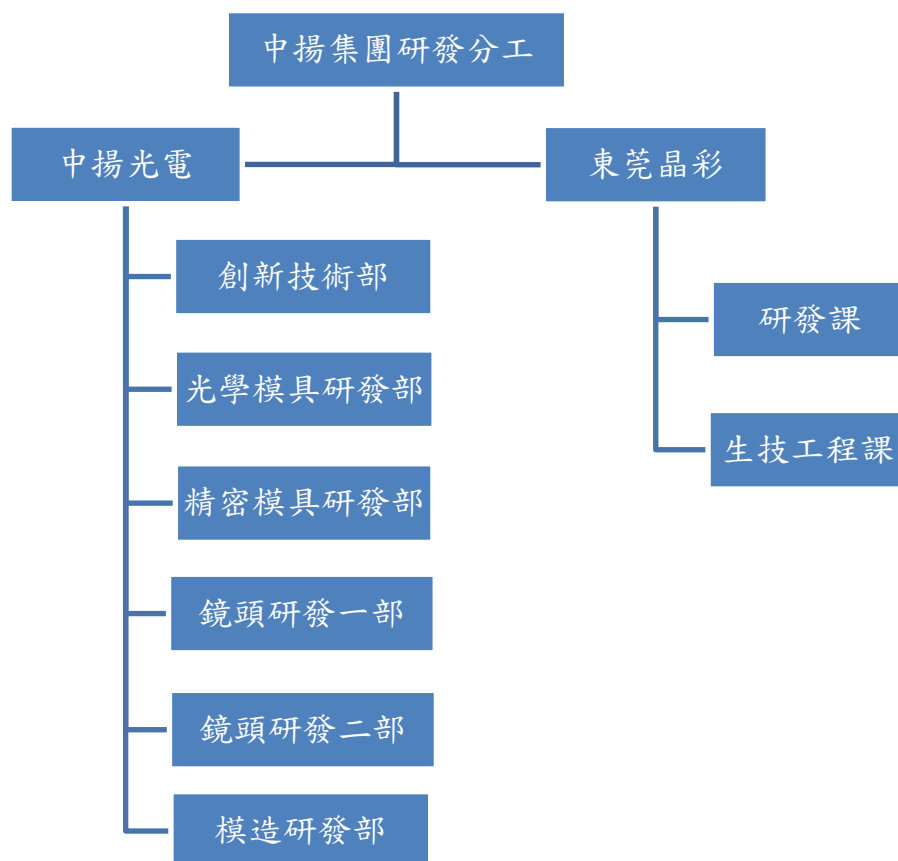 中揚集團研發分工
中揚光電
東莞晶彩
創新技術部
光學模具研發部
精密模具研發部
鏡頭研發一部
鏡頭研發二部
模造研發部
研發課
生技工程課